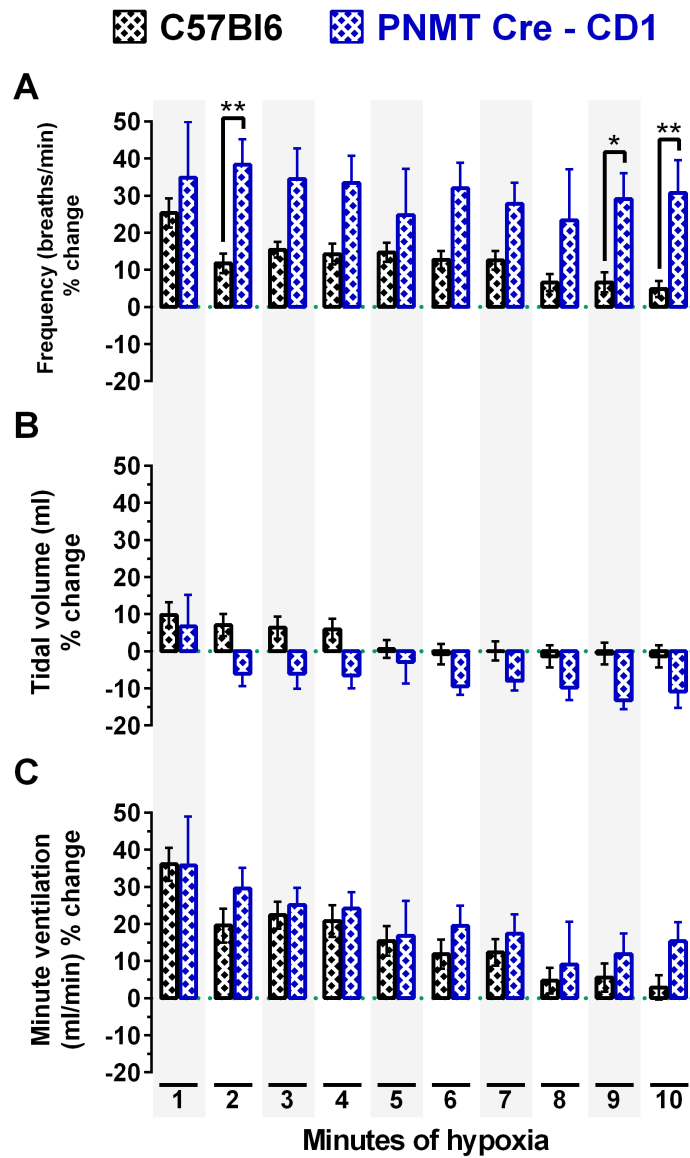 C57Bl6 PNMT Cre - CD1
A
**
* **
50
40
30
20
10
0
-10
-20
Frequency (breaths/min)
% change
B
50
40
30
20
10
0
-10
-20
Tidal volume (ml)
% change
C
50
40
30
20
10
0
-10
-20
Minute ventilation
(ml/min) % change
1 2 3 4 5 6 7 8 9 10
Minutes of hypoxia